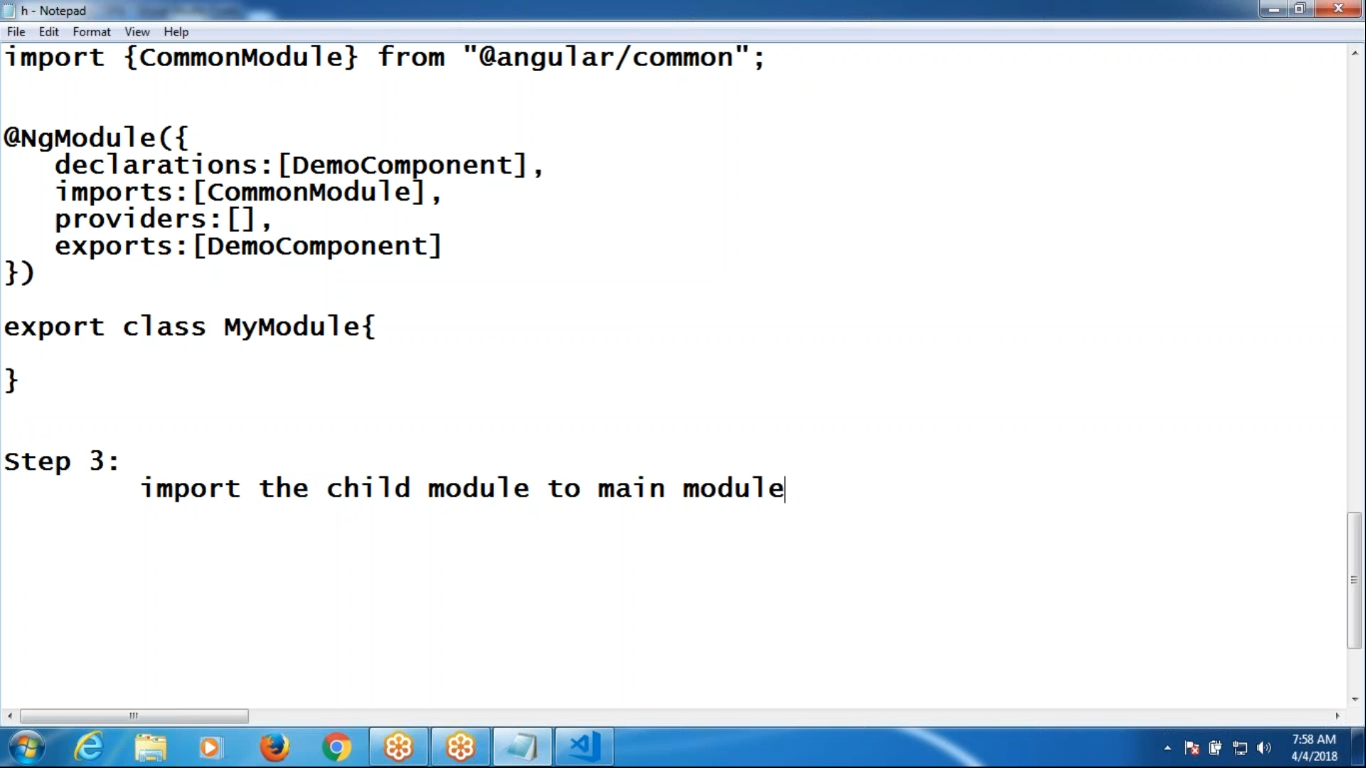 h - Notepad
File Edit Format View Help
import {CommonModule} from "@angular/common";
@NgModule({
declarations:[DemoComponent],
imports:[CommonModule],
providers:[],
exports:[DemoComponent]
})
export class MyModule{
}
Step 3:
import the child module to main module
7:58 AM
4/4/2018